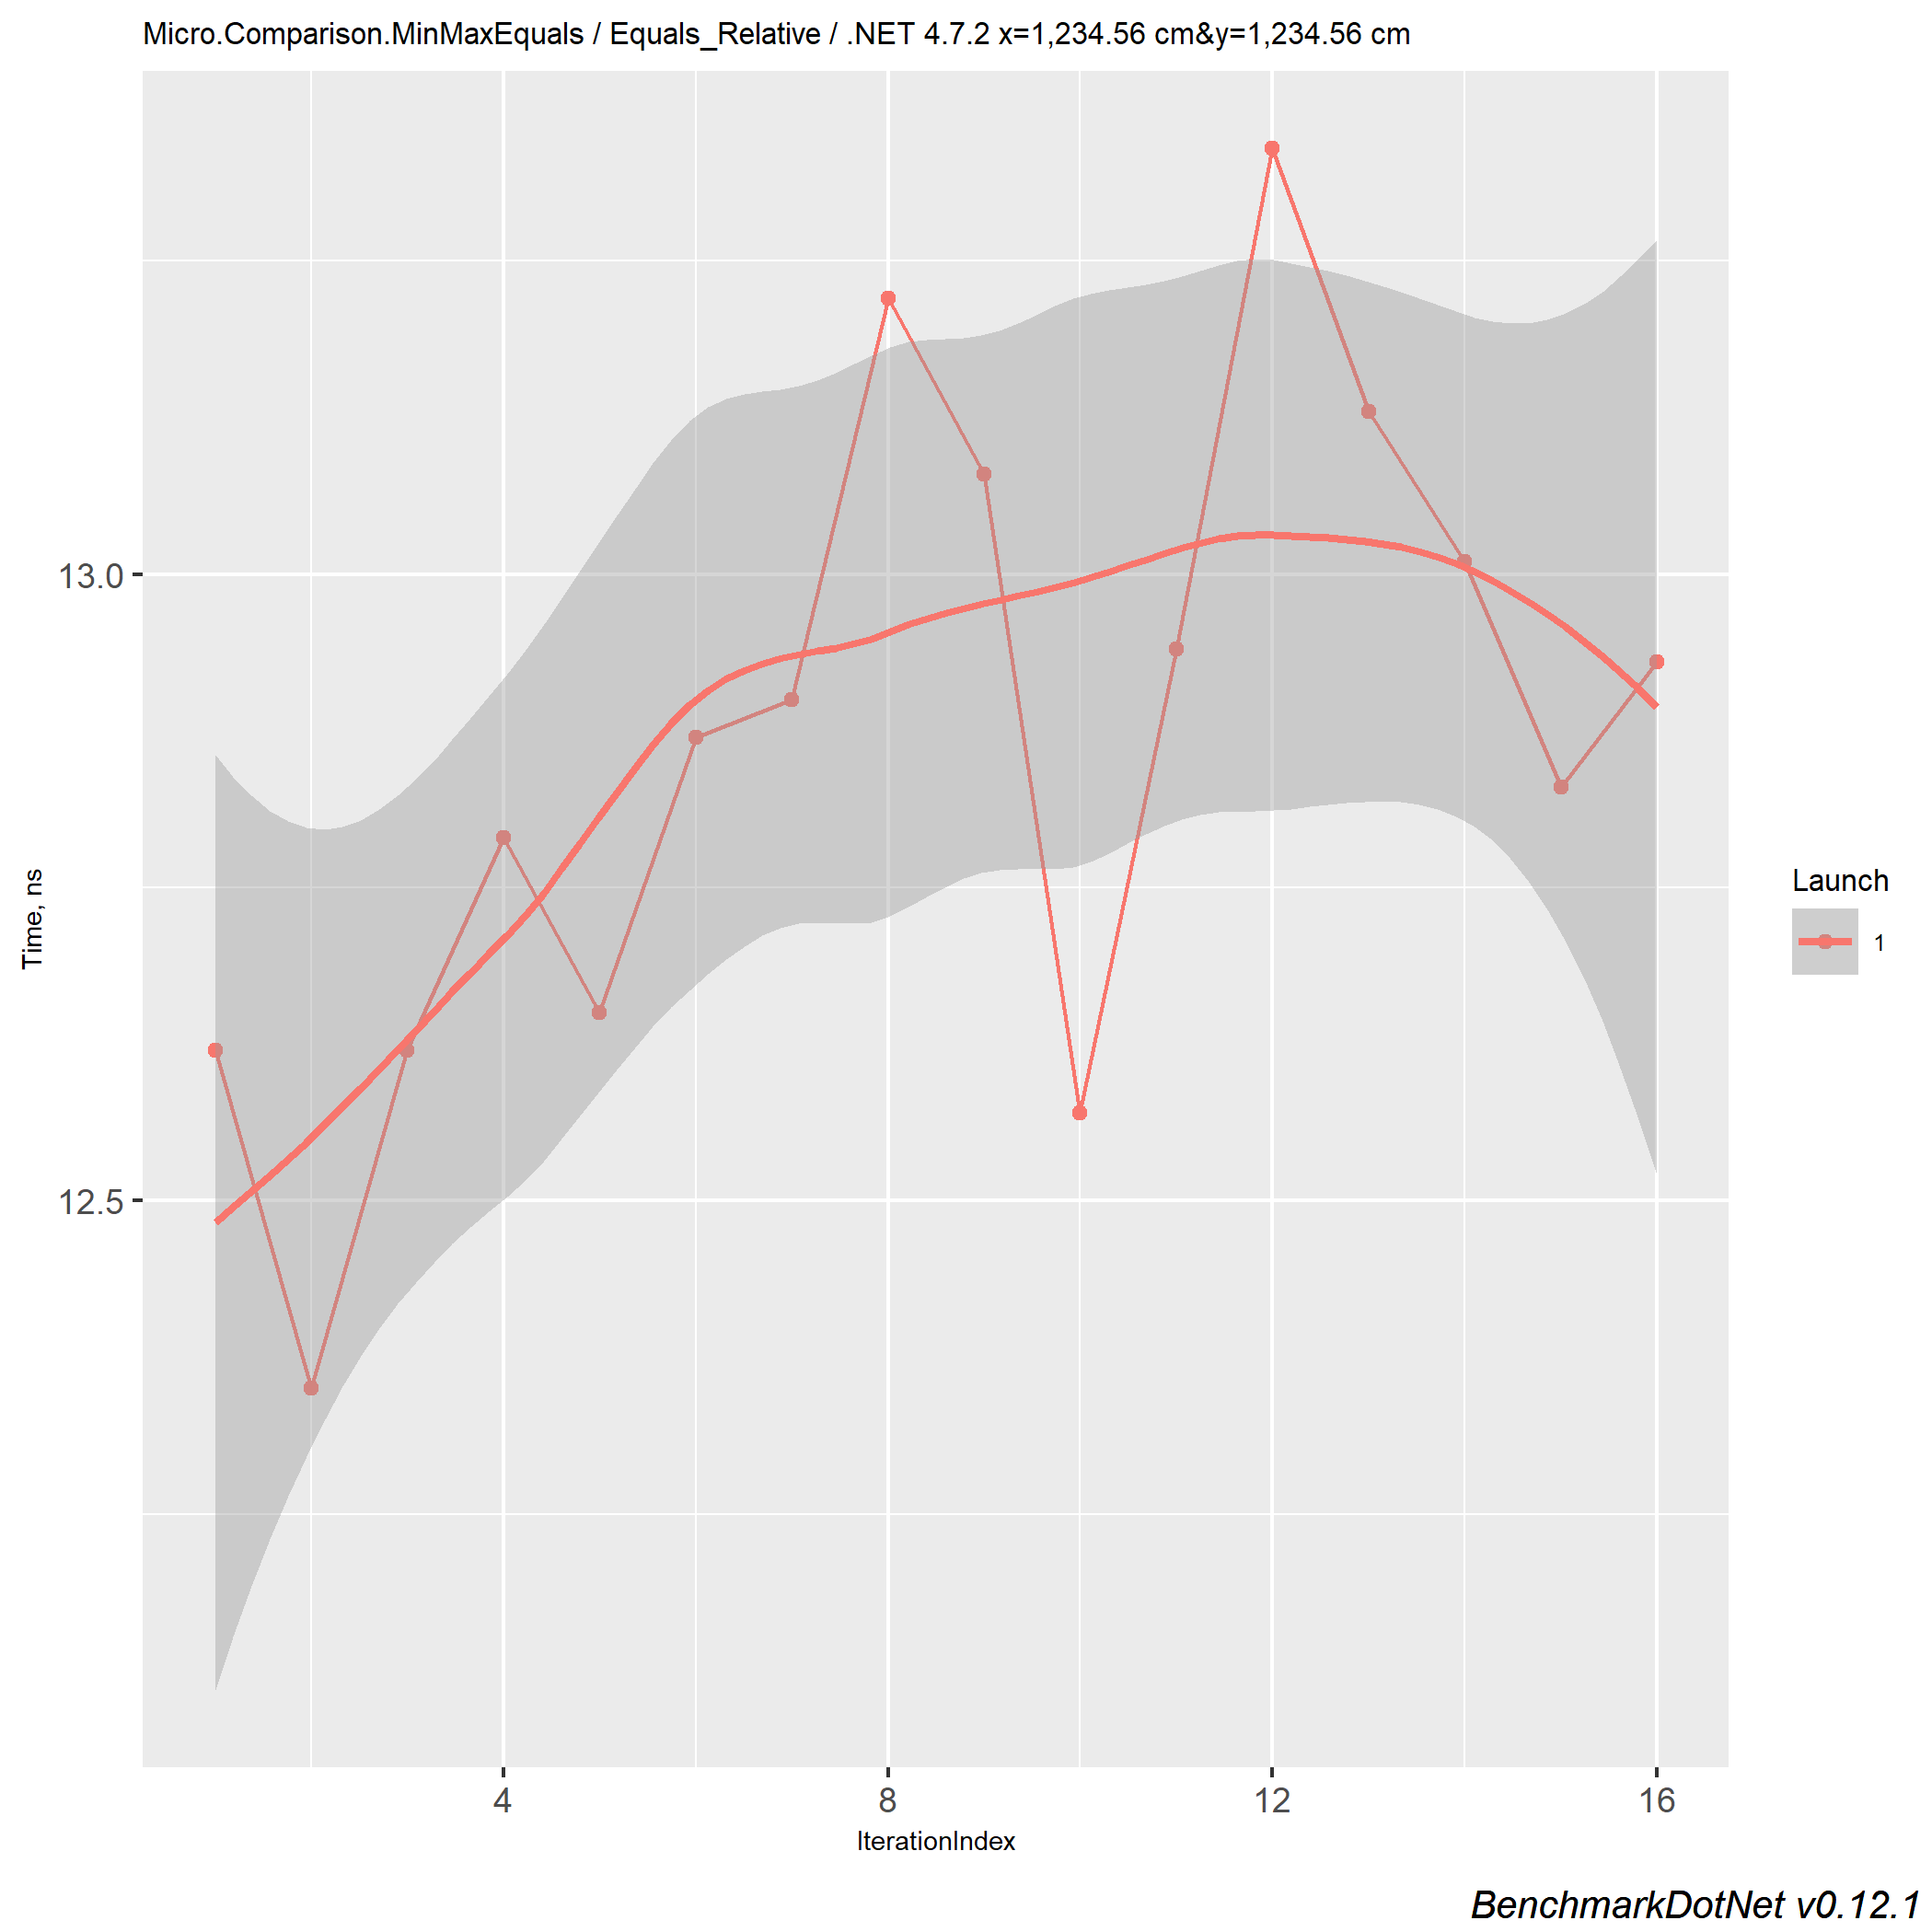 Micro.Comparison.MinMaxEquals / Equals_Relative / .NET 4.7.2 x=1,234.56 cm&y=1,234.56 cm
13.0
12.5
Time, ns
4 8 12 16
IterationIndex
Launch
1
BenchmarkDotNet v0.12.1